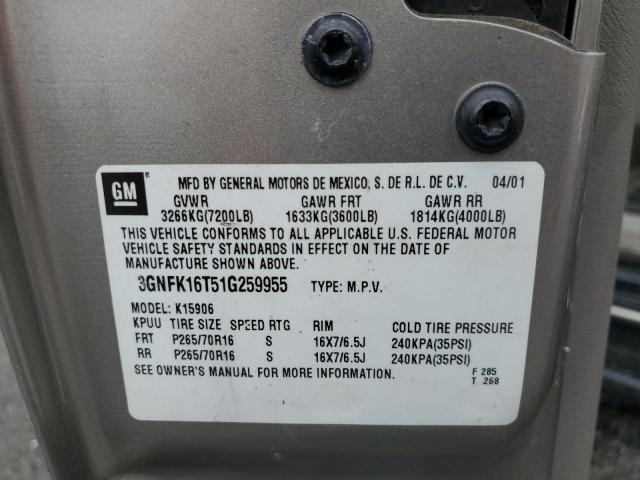 GM
MFD BY GENERAL MOTORS DE MEXICO, S. DE R.L. DE C.V. 04/01
GVWR GAWR FRT GAWR RR
3266KG(7200LB) 1633KG(3600LB) 1814KG(4000LB)
THIS VEHICLE CONFORMS TO ALL APPLICABLE U.S. FEDERAL MOTOR
VEHICLE SAFETY STANDARDS IN EFFECT ON THE DATE OF
MANUFACTURE SHOWN ABOVE.
3GNFK16T51G259955 TYPE: M.P.V.
MODEL: K15906
KPUU TIRE SIZE SPEED RTG RIM COLD TIRE PRESSURE
FRT P265/70R16 S 16X7/6.5J 240KPA(35PSI)
RR P265/70R16 S 16X7/6.5J 240KPA(35PSI)
SEE OWNER'S MANUAL FOR MORE INFORMATION. F 285
T 268